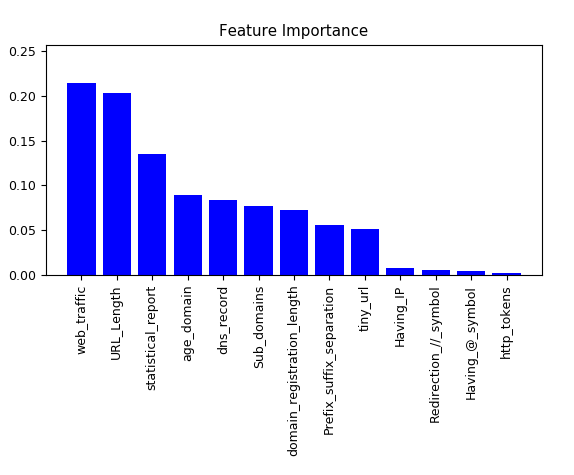 Feature Importance
0.25
0.20
0.15
0.10
0.05
0.00
web_traffic
URL_Length
statistical_report
age_domain
dns_record
Sub_domains
domain_registration_length
Prefix_suffix_separation
tiny_url
Having_IP
Redirection_//_symbol
Having_@_symbol
http_tokens